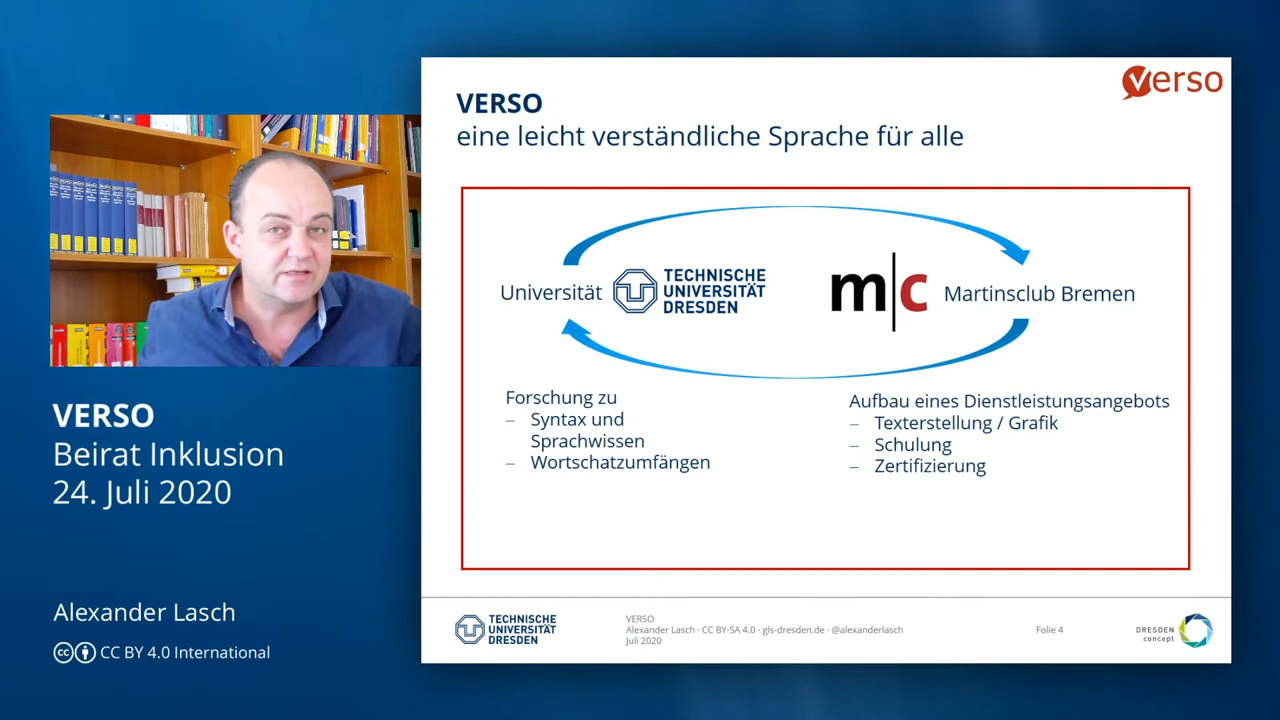 VERSO
Beirat Inklusion
24. Juli 2020
Alexander Lasch
CC BY 4.0 International
verso
VERSO
eine leicht verständliche Sprache für alle
Universität
TECHNISCHE
UNIVERSITÄT
DRESDEN
m|c
Martinsclub Bremen
Forschung zu
– Syntax und
Sprachwissen
– Wortschatzumfängen
Aufbau eines Dienstleistungsangebots
– Texterstellung / Grafik
– Schulung
– Zertifizierung
TECHNISCHE
UNIVERSITÄT
DRESDEN
VERSO
Alexander Lasch · CC BY-SA 4.0 · gls-dresden.de · @alexanderlasch
Juli 2020
Folie 4
DRESDEN
concept